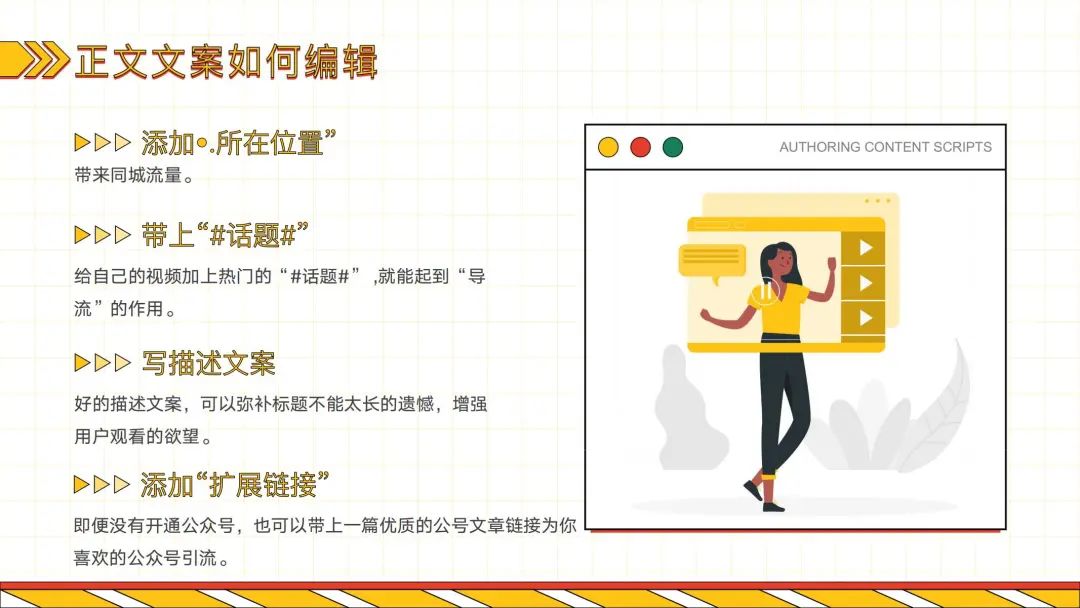 正文文案如何编辑
添加•.所在位置”
带来同城流量。
带上“#话题#”
给自己的视频加上热门的“#话题#”,就能起到“导
流”的作用。
写描述文案
好的描述文案，可以弥补标题不能太长的遗憾，增强
用户观看的欲望。
添加“扩展链接”
即便没有开通公众号，也可以带上一篇优质的公号文章链接为你
喜欢的公众号引流。
AUTHORING CONTENT SCRIPTS